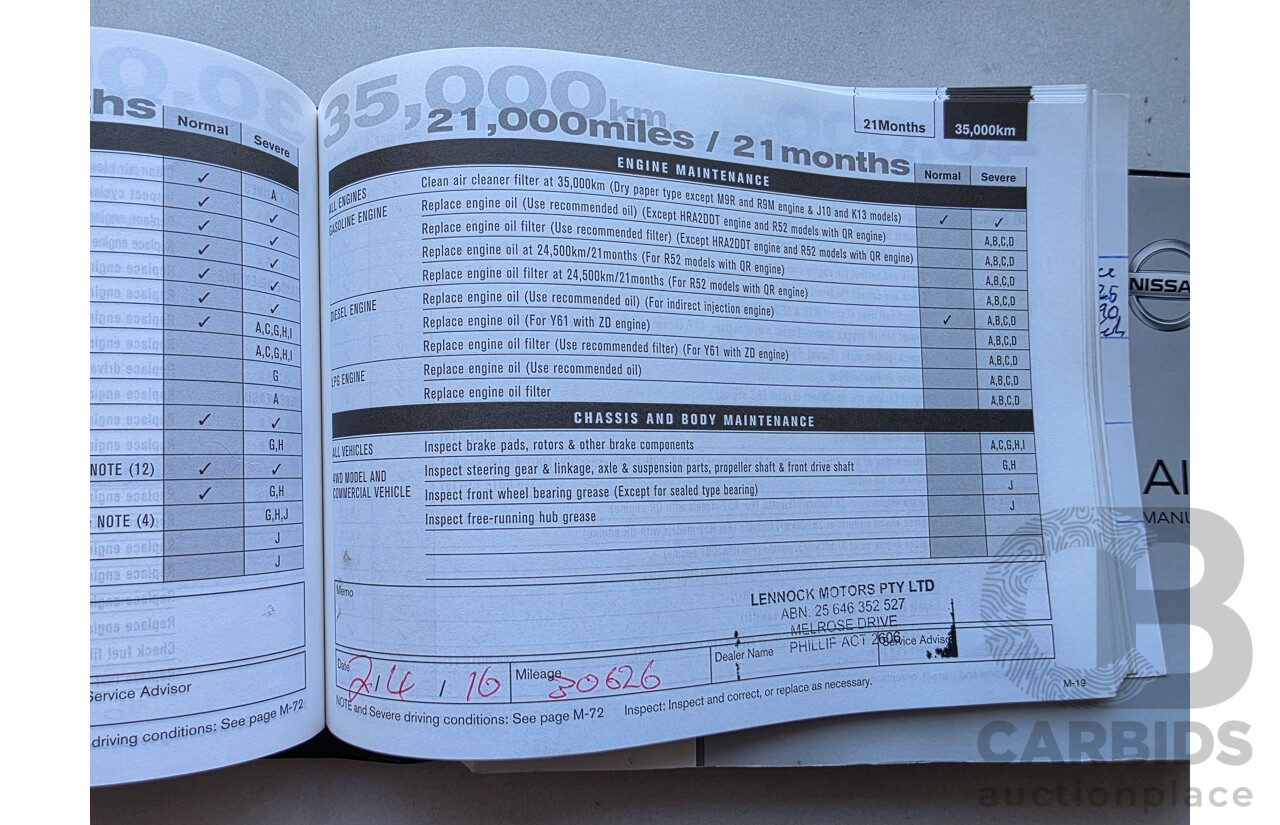 ths
Normal
Severe
✓ A
✓ ✓
✓ ✓
✓ ✓
✓ ✓
✓ ✓
✓ A,C,G,H,I
A,C,G,H,I
G
A
✓ ✓
G,H
NOTE (12) ✓ ✓
✓ G,H
NOTE (4) G,H,J
J
J
Service Advisor
driving conditions: See page M-72
35,000km
21,000miles / 21months
21Months
35,000km
ENGINE MAINTENANCE
Normal
Severe
ALL ENGINES
Clean air cleaner filter at 35,000km (Dry paper type except M9R and R9M engine & J10 and K13 models) ✓ ✓
GASOLINE ENGINE
Replace engine oil (Use recommended oil) (Except HRA2DDT engine and R52 models with QR engine) A,B,C,D
Replace engine oil filter (Use recommended filter) (Except HRA2DDT engine and R52 models with QR engine) A,B,C,D
Replace engine oil at 24,500km/21months (For R52 models with QR engine) A,B,C,D
Replace engine oil filter at 24,500km/21months (For R52 models with QR engine) A,B,C,D
DIESEL ENGINE
Replace engine oil (Use recommended oil) (For indirect injection engine) ✓ A,B,C,D
Replace engine oil (For Y61 with ZD engine) A,B,C,D
Replace engine oil filter (Use recommended filter) (For Y61 with ZD engine) A,B,C,D
LPG ENGINE
Replace engine oil (Use recommended oil) A,B,C,D
Replace engine oil filter A,B,C,D
CHASSIS AND BODY MAINTENANCE
ALL VEHICLES
Inspect brake pads, rotors & other brake components A,C,G,H,I
4WD MODEL AND
COMMERCIAL VEHICLE
Inspect steering gear & linkage, axle & suspension parts, propeller shaft & front drive shaft G,H
Inspect front wheel bearing grease (Except for sealed type bearing) J
Inspect free-running hub grease J
Memo
LENNOCK MOTORS PTY LTD
ABN: 25 646 352 527
MELROSE DRIVE
PHILLIF ACT 2606
Date 2/4/16
Mileage 30626
Dealer Name
Service Advisor
NOTE and Severe driving conditions: See page M-72
Inspect: Inspect and correct, or replace as necessary.
M-19
NISSA
AI
MANU
CB
CARBIDS
auctionplace